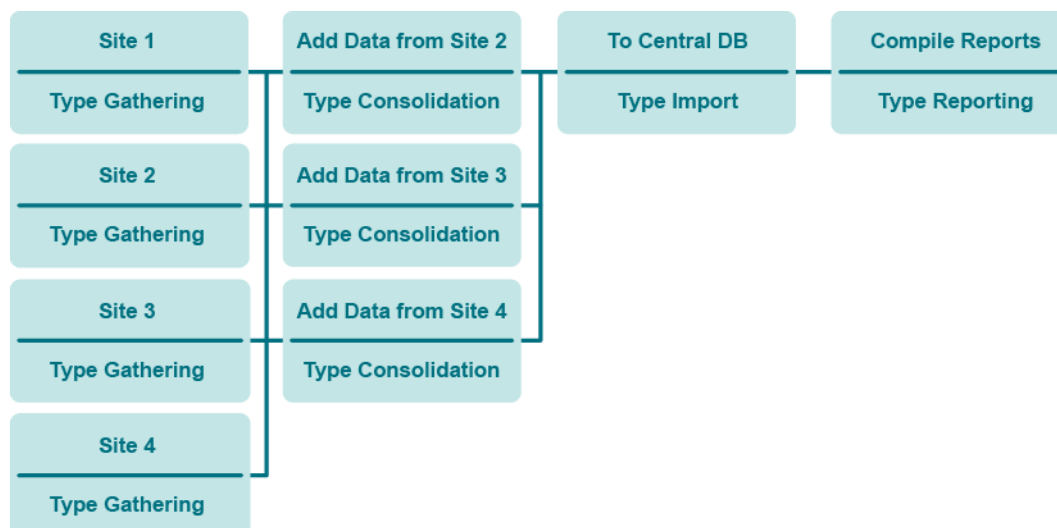 Site 1
Type Gathering
Site 2
Type Gathering
Site 3
Type Gathering
Site 4
Type Gathering
Add Data from Site 2
Type Consolidation
Add Data from Site 3
Type Consolidation
Add Data from Site 4
Type Consolidation
To Central DB
Type Import
Compile Reports
Type Reporting